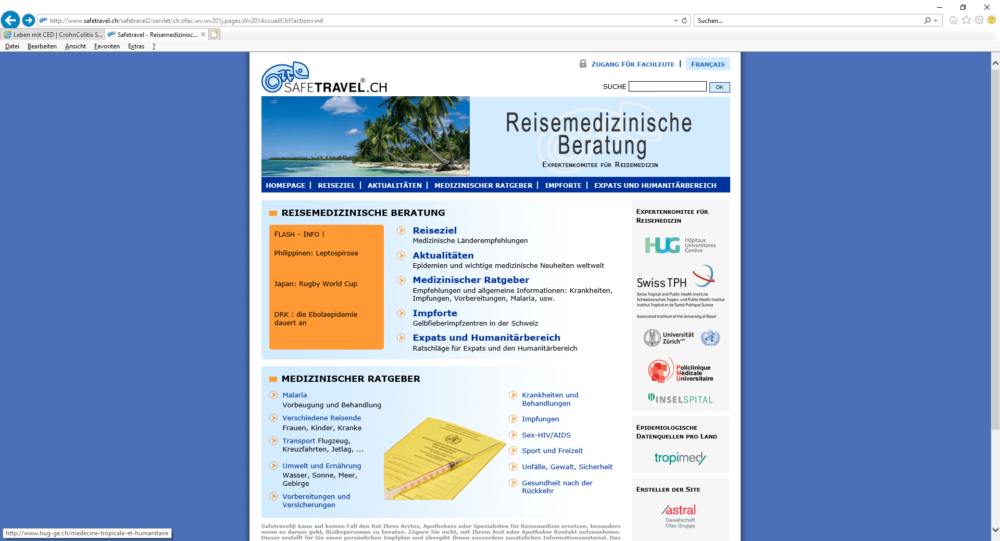 http://www.safetravel.ch/safetravel2/servlet/ch.ofac.wv.wv201j.pages.Wv201AccueilCtrl?action=init
Suchen...
Leben mit CED | CrohnColitis S...
Safetravel - Reisemedizinisc...
Datei Bearbeiten Ansicht Favoriten Extras ?
ZUGANG FÜR FACHLEUTE | FRANÇAIS
SAFETRAVEL®.CH
SUCHE OK
Reisemedizinische
Beratung
EXPERTENKOMITEE FÜR REISEMEDIZIN
HOMEPAGE | REISEZIEL | AKTUALITÄTEN | MEDIZINISCHER RATGEBER | IMPFORTE | EXPATS UND HUMANITÄRBEREICH
REISEMEDIZINISCHE BERATUNG
FLASH - INFO !
Philippinen: Leptospirose
Japan: Rugby World Cup
DRK : die Ebolaepidemie
dauert an
Reiseziel
Medizinische Länderempfehlungen
Aktualitäten
Epidemien und wichtige medizinische Neuheiten weltweit
Medizinischer Ratgeber
Empfehlungen und allgemeine Informationen: Krankheiten,
Impfungen, Vorbereitungen, Malaria, usw.
Impforte
Gelbfieberimpfzentren in der Schweiz
Expats und Humanitärbereich
Ratschläge für Expats und den Humanitärbereich
MEDIZINISCHER RATGEBER
Malaria
Vorbeugung und Behandlung
Verschiedene Reisende
Frauen, Kinder, Kranke
Transport Flugzeug,
Kreuzfahrten, Jetlag, ...
Umwelt und Ernährung
Wasser, Sonne, Meer,
Gebirge
Vorbereitungen und
Versicherungen
INTERNATIONALE BESCHEINIGUNGEN
ÜBER IMPFUNGEN
Krankheiten und
Behandlungen
Impfungen
Sex-HIV/AIDS
Sport und Freizeit
Unfälle, Gewalt, Sicherheit
Gesundheit nach der
Rückkehr
Safetravel® kann auf keinen Fall den Rat Ihres Arztes, Apothekers oder Spezialisten für Reisemedizin ersetzen, besonders
wenn es darum geht, Risikopersonen zu beraten. Zögern Sie nicht, mit Ihrem Arzt oder Apotheker Kontakt aufzunehmen.
Dieser erstellt für Sie einen persönlichen Impfplan und übergibt Ihnen ausserdem zusätzliches Informationsmaterial. Das
EXPERTENKOMITEE FÜR
REISEMEDIZIN
HUG Hôpitaux
Universitaires
Genève
Swiss TPH
Swiss Tropical and Public Health Institute
Schweizerisches Tropen- und Public Health-Institut
Institut Tropical et de Santé Publique Suisse
Associated Institute of the University of Basel
Universität
Zürich UZH
Policlinique
Médicale
Universitaire
INSELSPITAL
EPIDEMIOLOGISCHE
DATENQUELLEN PRO LAND
tropimed
ERSTELLER DER SITE
astral
Gesellschaft
Ofac Gruppe
http://www.hug-ge.ch/medecine-tropicale-et-humanitaire